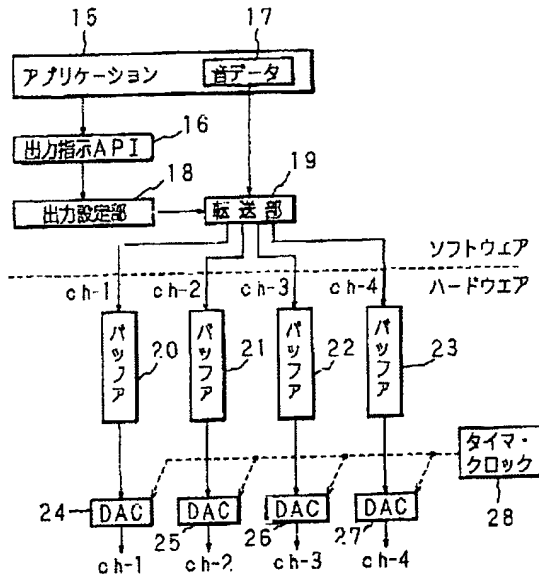 15
17
アプリケーション
音データ
16
出力指示API
18
19
出力設定部
転送部
ソフトウエア
ch-1
ch-2
ch-3
ch-4
ハードウエア
バッファ
バッファ
バッファ
バッファ
20
21
22
23
タイマ・
クロック
28
24
DAC
DAC
DAC
DAC
25
26
27
ch-1
ch-2
ch-3
ch-4